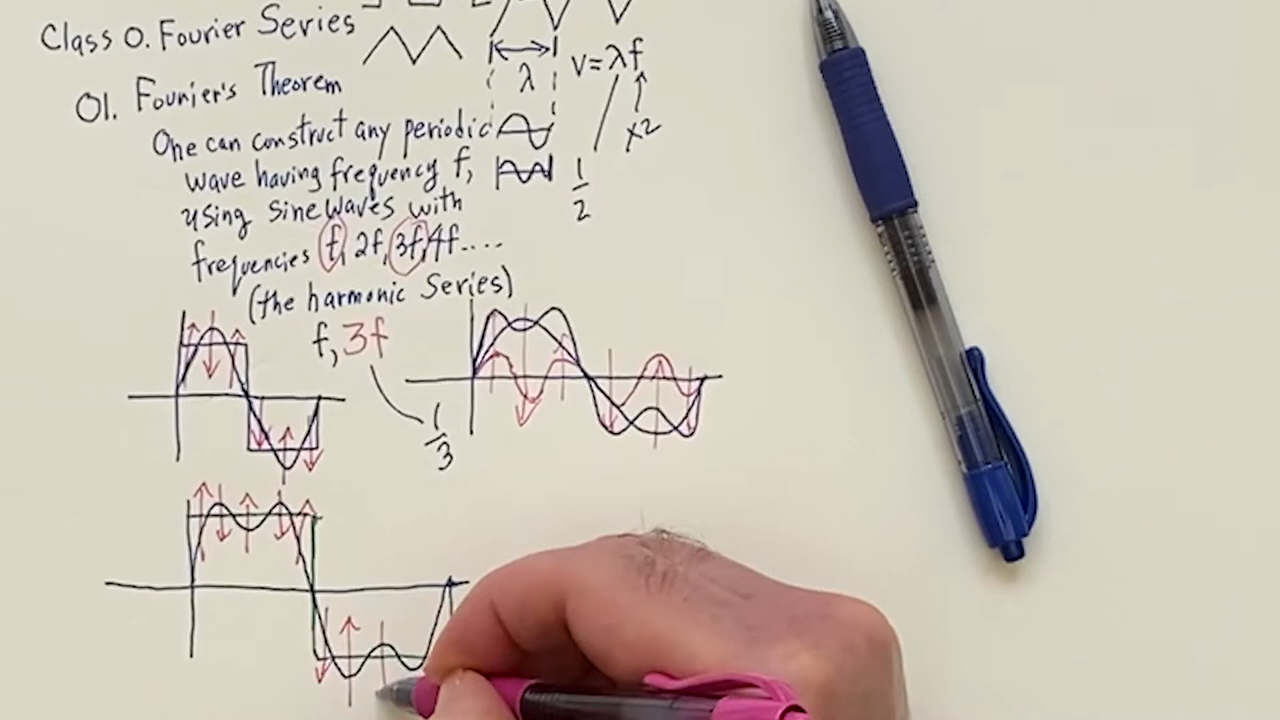 Class 0. Fourier Series
01. Fourier's Theorem
One can construct any periodic
wave having frequency f,
using sine waves with
frequencies f, 2f, 3f, 4f....
(the harmonic series)
λ
v=λf
x2
1
2
f, 3f
1
3